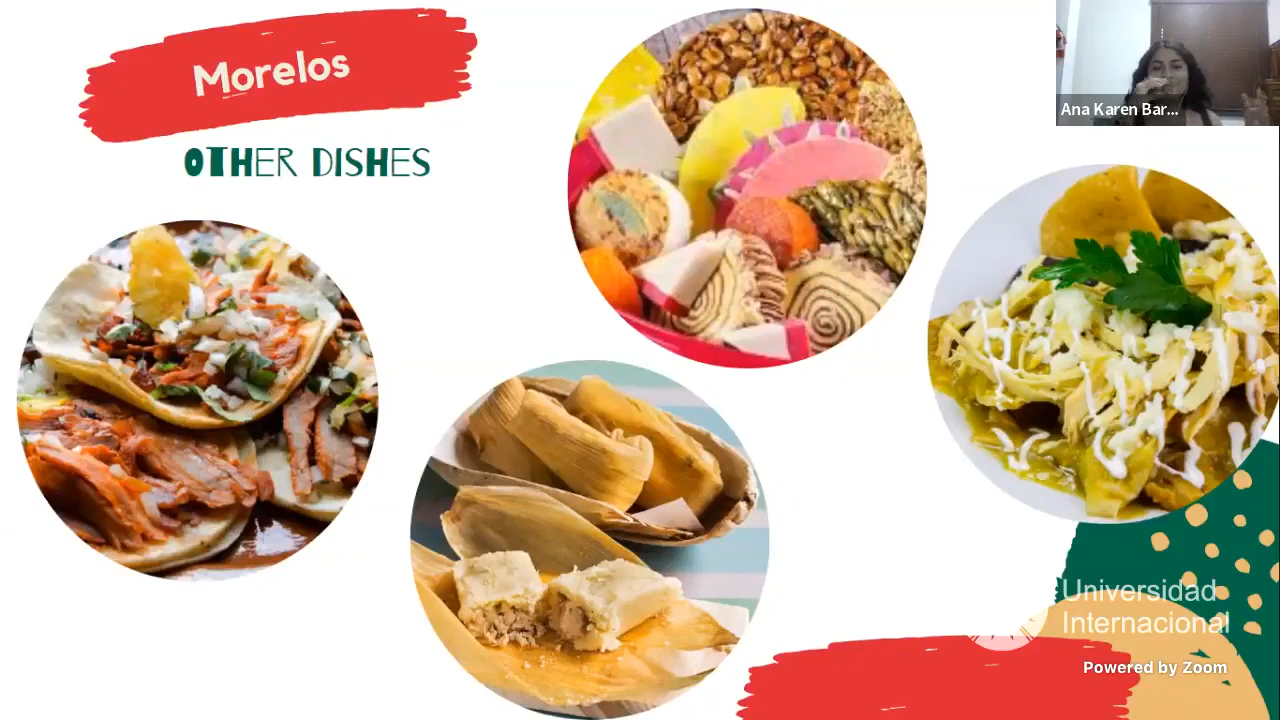 Morelos
OTHER DISHES
Ana Karen Bar...
Universidad
Internacional
Powered by Zoom